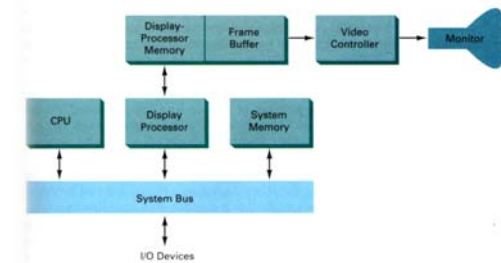 Display-
Processor
Memory
Frame
Buffer
Video
Controller
Monitor
CPU
Display
Processor
System
Memory
System Bus
I/O Devices